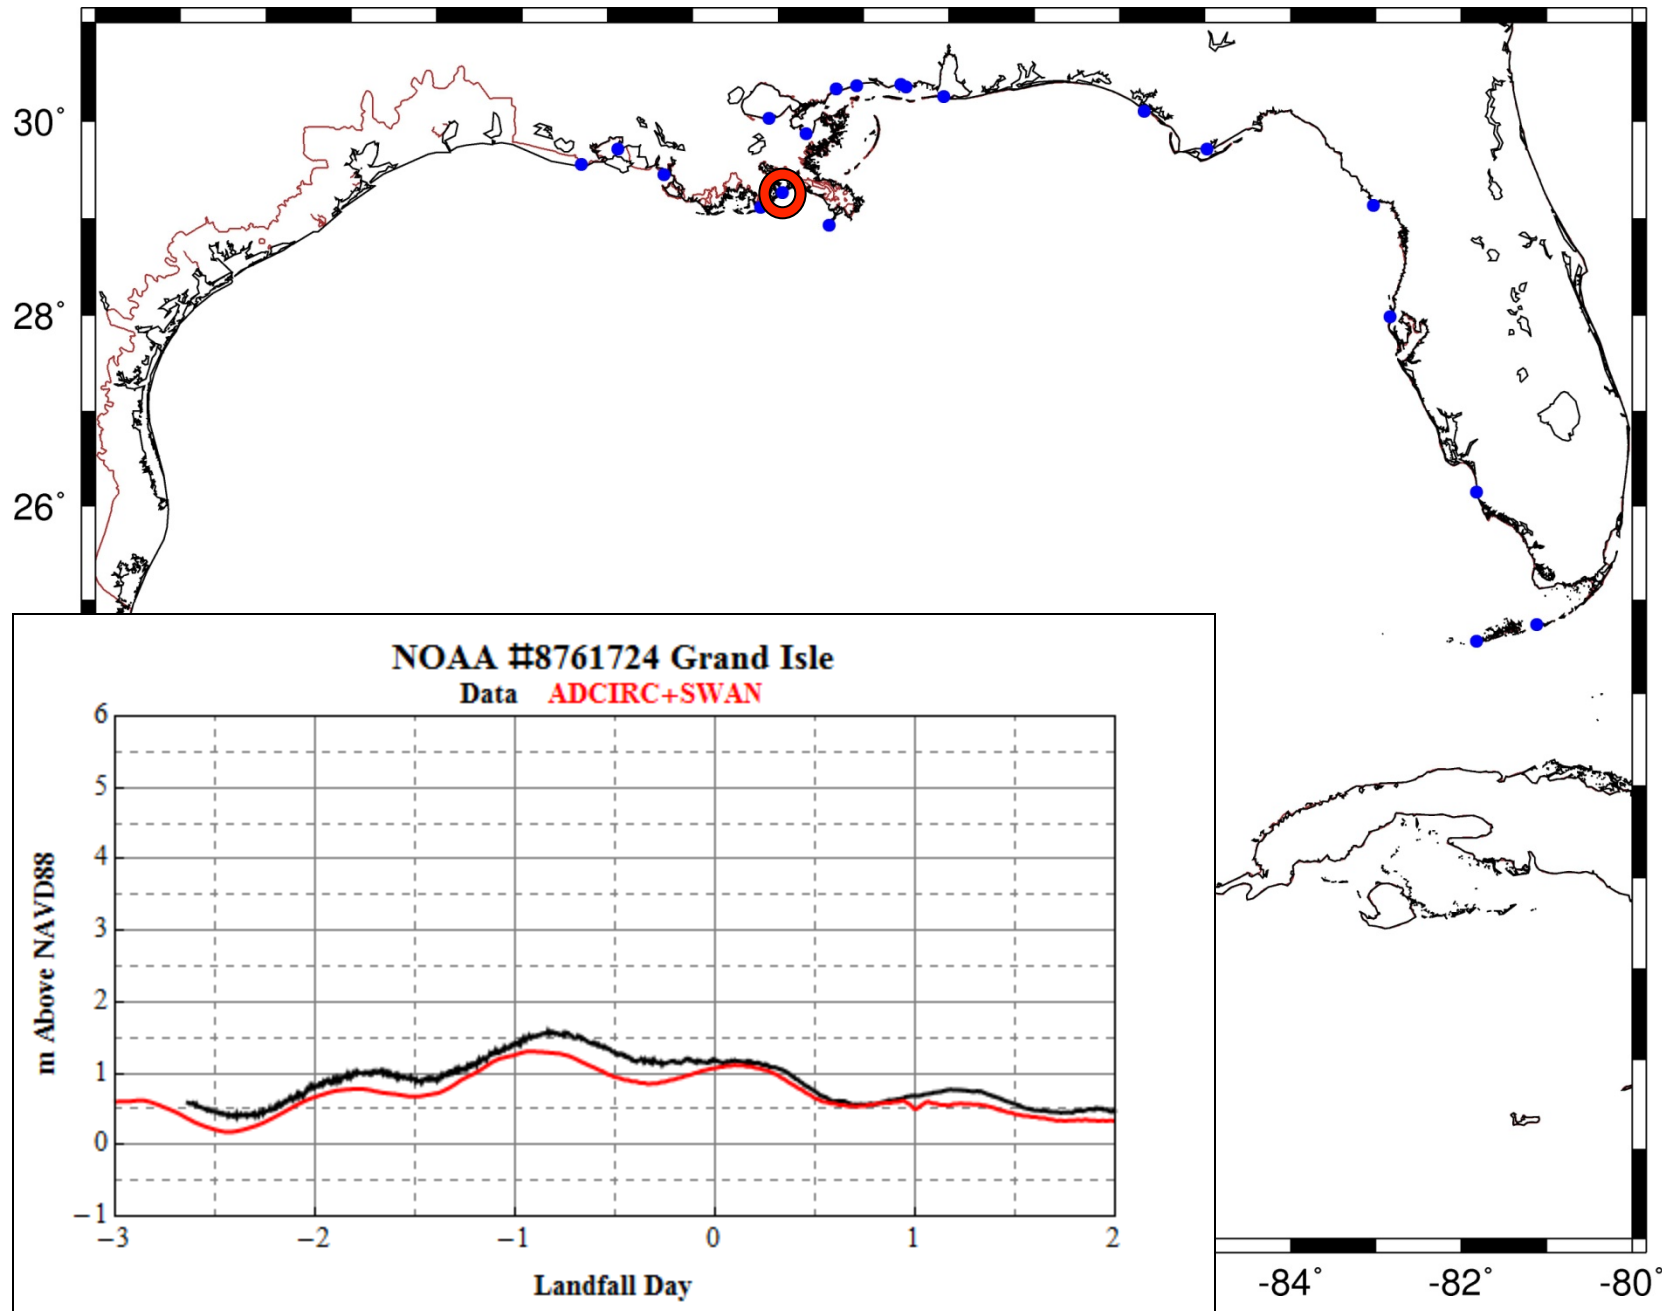 30°
28°
26°
NOAA #8761724 Grand Isle
Data ADCIRC+SWAN
6
5
4
3
2
1
0
−1
m Above NAVD88
−3 −2 −1 0 1 2
Landfall Day
-84° -82° -80°